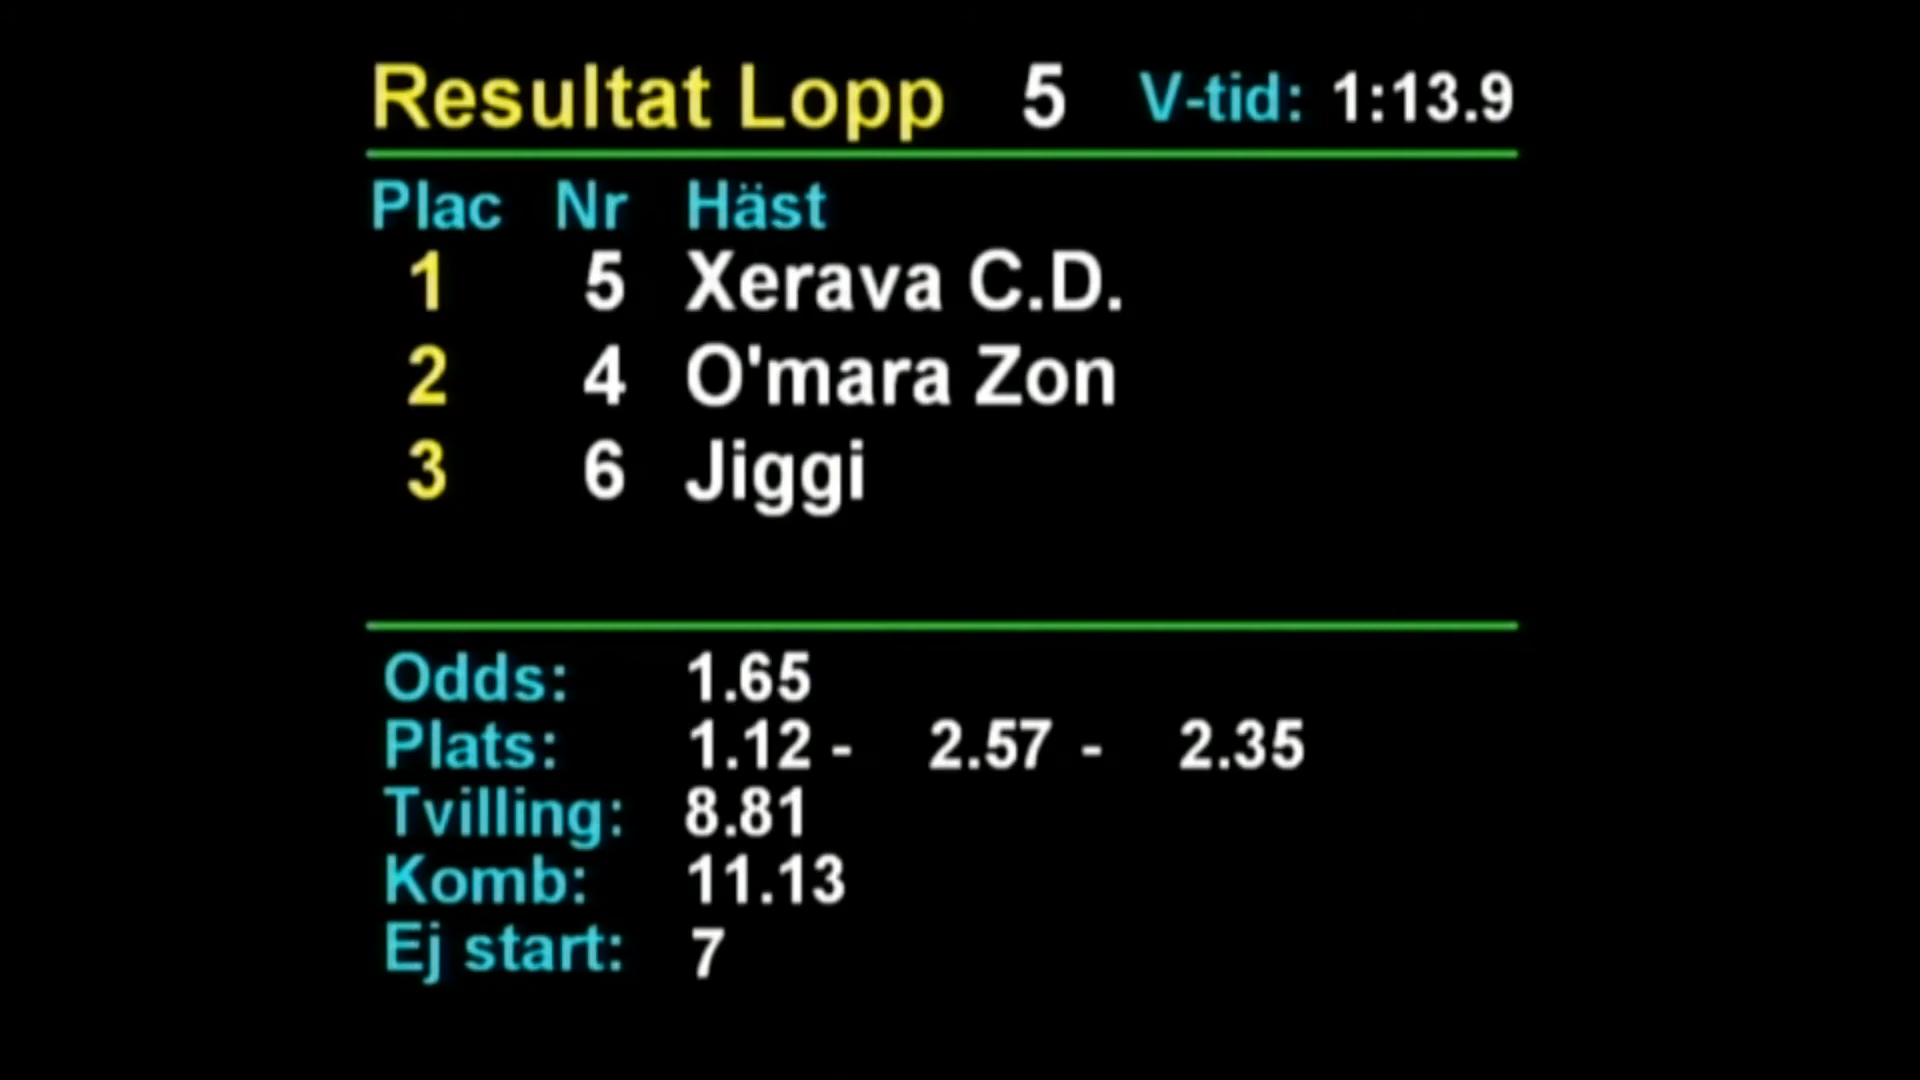 Resultat Lopp 5 V-tid: 1:13.9
Plac Nr Häst
1 5 Xerava C.D.
2 4 O'mara Zon
3 6 Jiggi
Odds: 1.65
Plats: 1.12 - 2.57 - 2.35
Tvilling: 8.81
Komb: 11.13
Ej start: 7